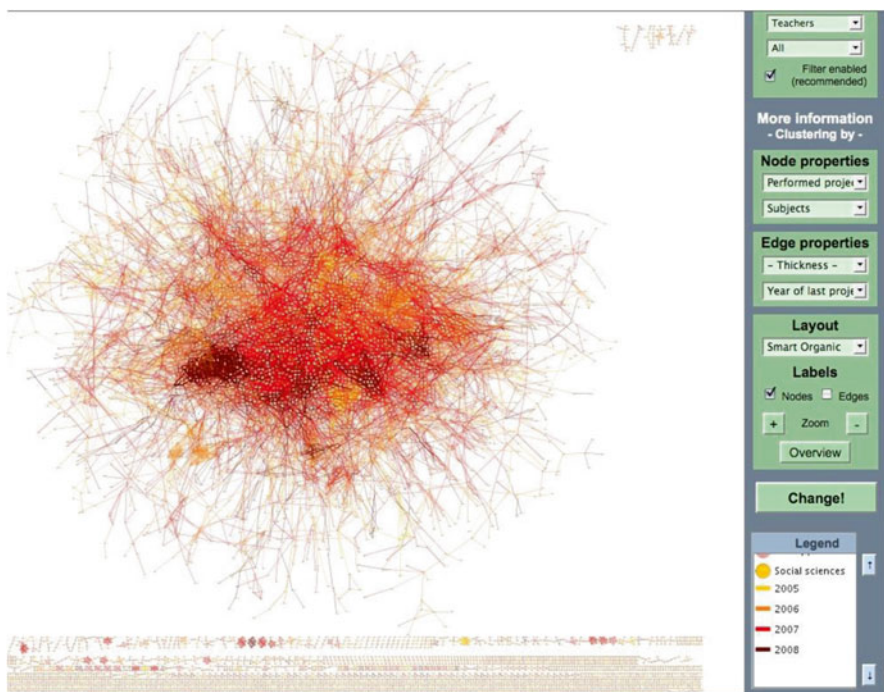 Teachers
All
Filter enabled
(recommended)
More information
- Clustering by -
Node properties
Performed proje
Subjects
Edge properties
- Thickness -
Year of last proje
Layout
Smart Organic
Labels
Nodes Edges
+ Zoom -
Overview
Change!
Legend
Social sciences
2005
2006
2007
2008